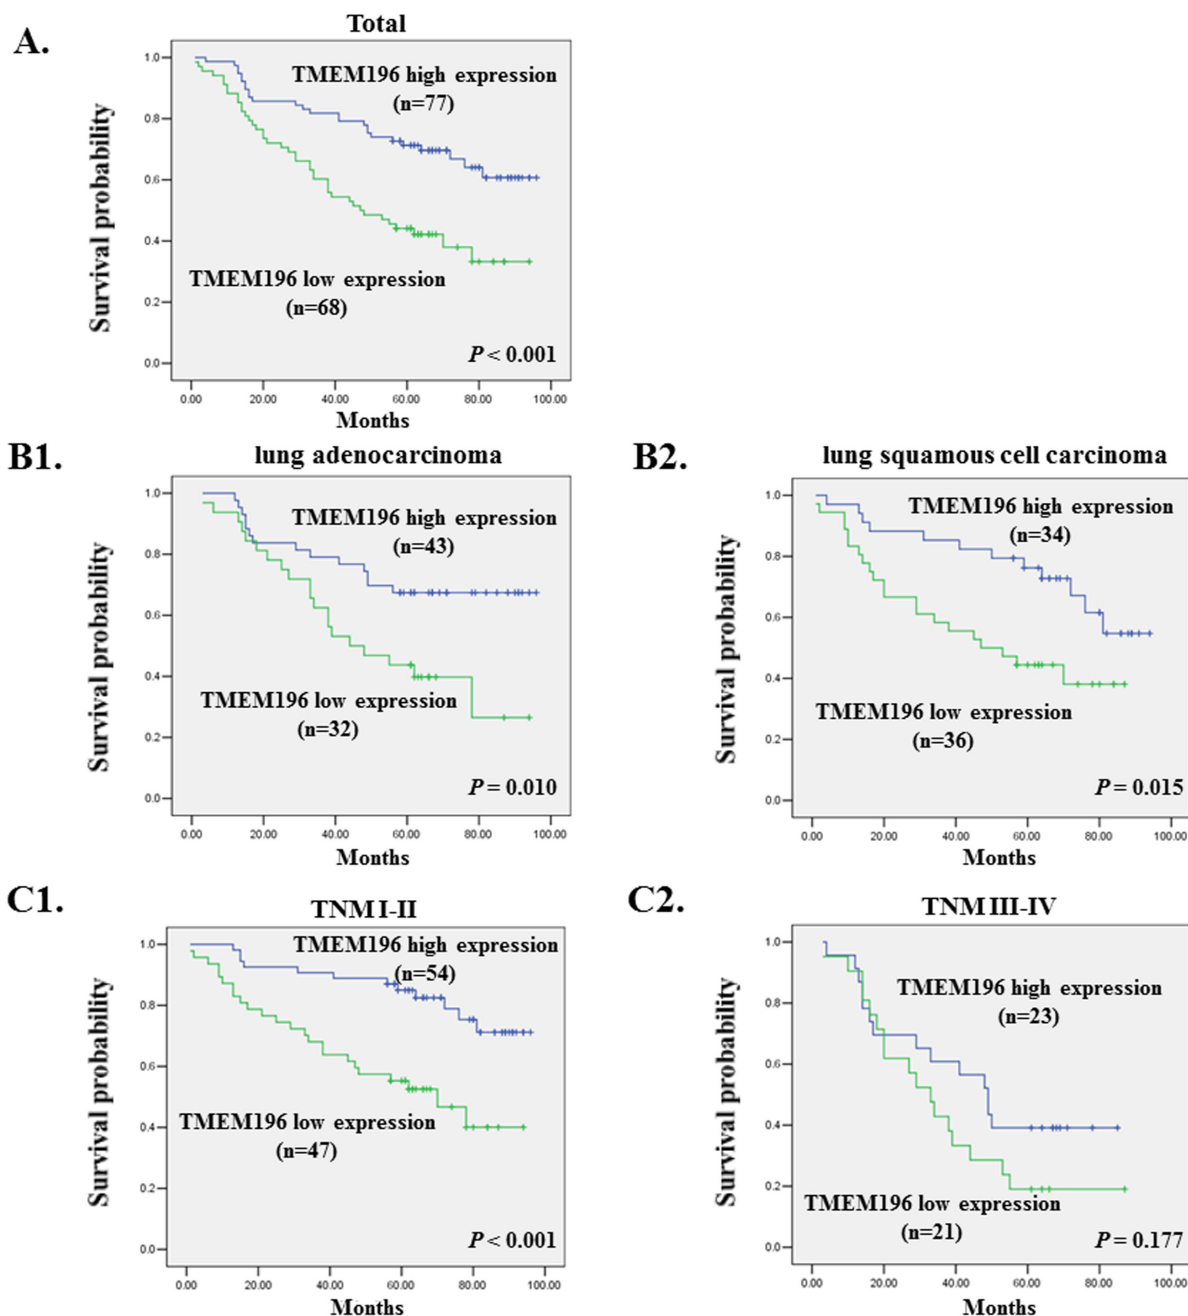 A.
Total
TMEM196 high expression
(n=77)
TMEM196 low expression
(n=68)
P < 0.001
Survival probability
1.0
0.8
0.6
0.4
0.2
0.0
0.00 20.00 40.00 60.00 80.00 100.00
Months
B1.
lung adenocarcinoma
TMEM196 high expression
(n=43)
TMEM196 low expression
(n=32)
P = 0.010
Survival probability
1.0
0.8
0.6
0.4
0.2
0.0
0.00 20.00 40.00 60.00 80.00 100.00
Months
B2.
lung squamous cell carcinoma
TMEM196 high expression
(n=34)
TMEM196 low expression
(n=36)
P = 0.015
Survival probability
1.0
0.8
0.6
0.4
0.2
0.0
0.00 20.00 40.00 60.00 80.00 100.00
Months
C1.
TNM I-II
TMEM196 high expression
(n=54)
TMEM196 low expression
(n=47)
P < 0.001
Survival probability
1.0
0.8
0.6
0.4
0.2
0.0
0.00 20.00 40.00 60.00 80.00 100.00
Months
C2.
TNM III-IV
TMEM196 high expression
(n=23)
TMEM196 low expression
(n=21)
P = 0.177
Survival probability
1.0
0.8
0.6
0.4
0.2
0.0
0.00 20.00 40.00 60.00 80.00 100.00
Months